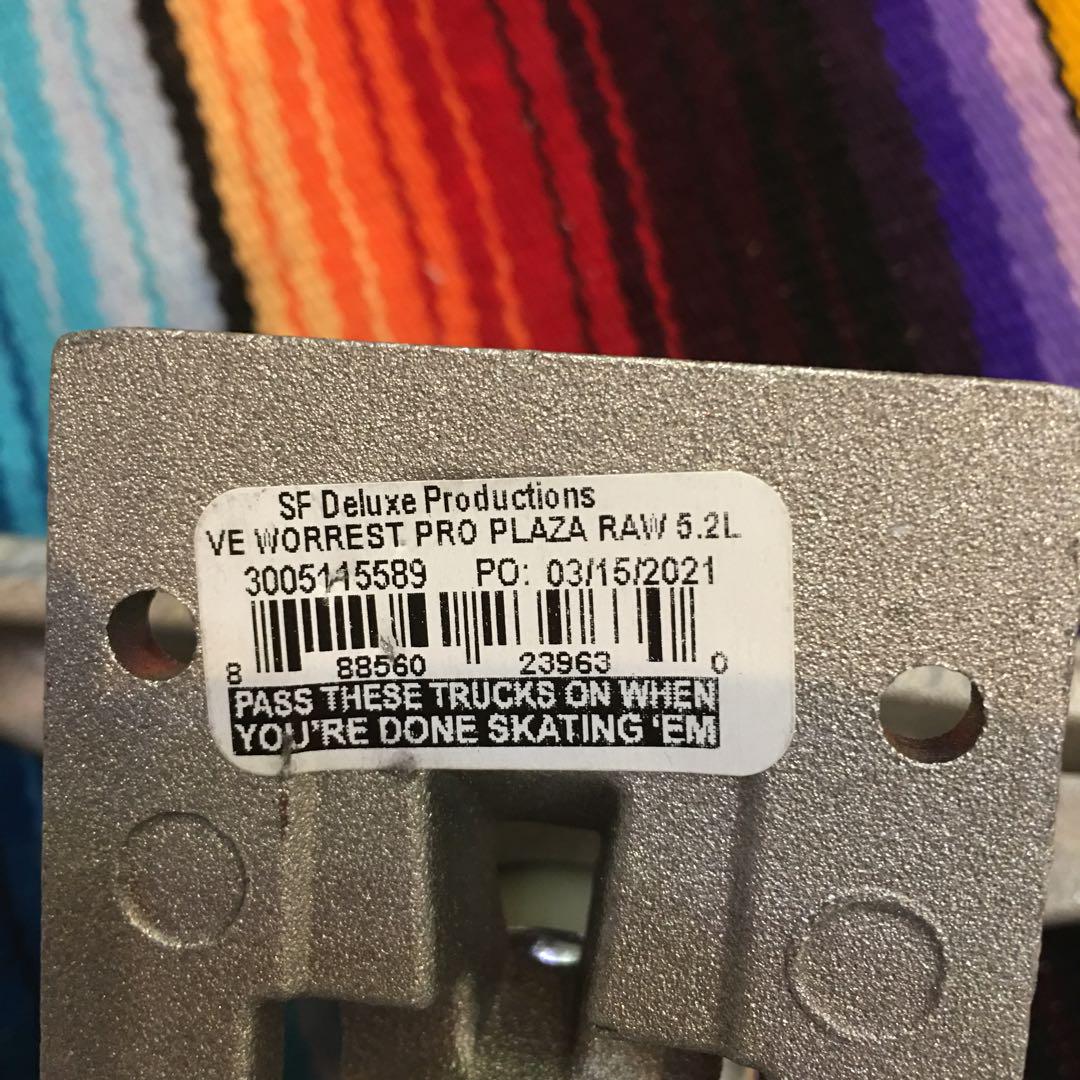 SF Deluxe Productions
VE WORREST PRO PLAZA RAW 5.2L
3005115589 PO: 03/15/2021
8 88560 23963 0
PASS THESE TRUCKS ON WHEN
YOU'RE DONE SKATING 'EM